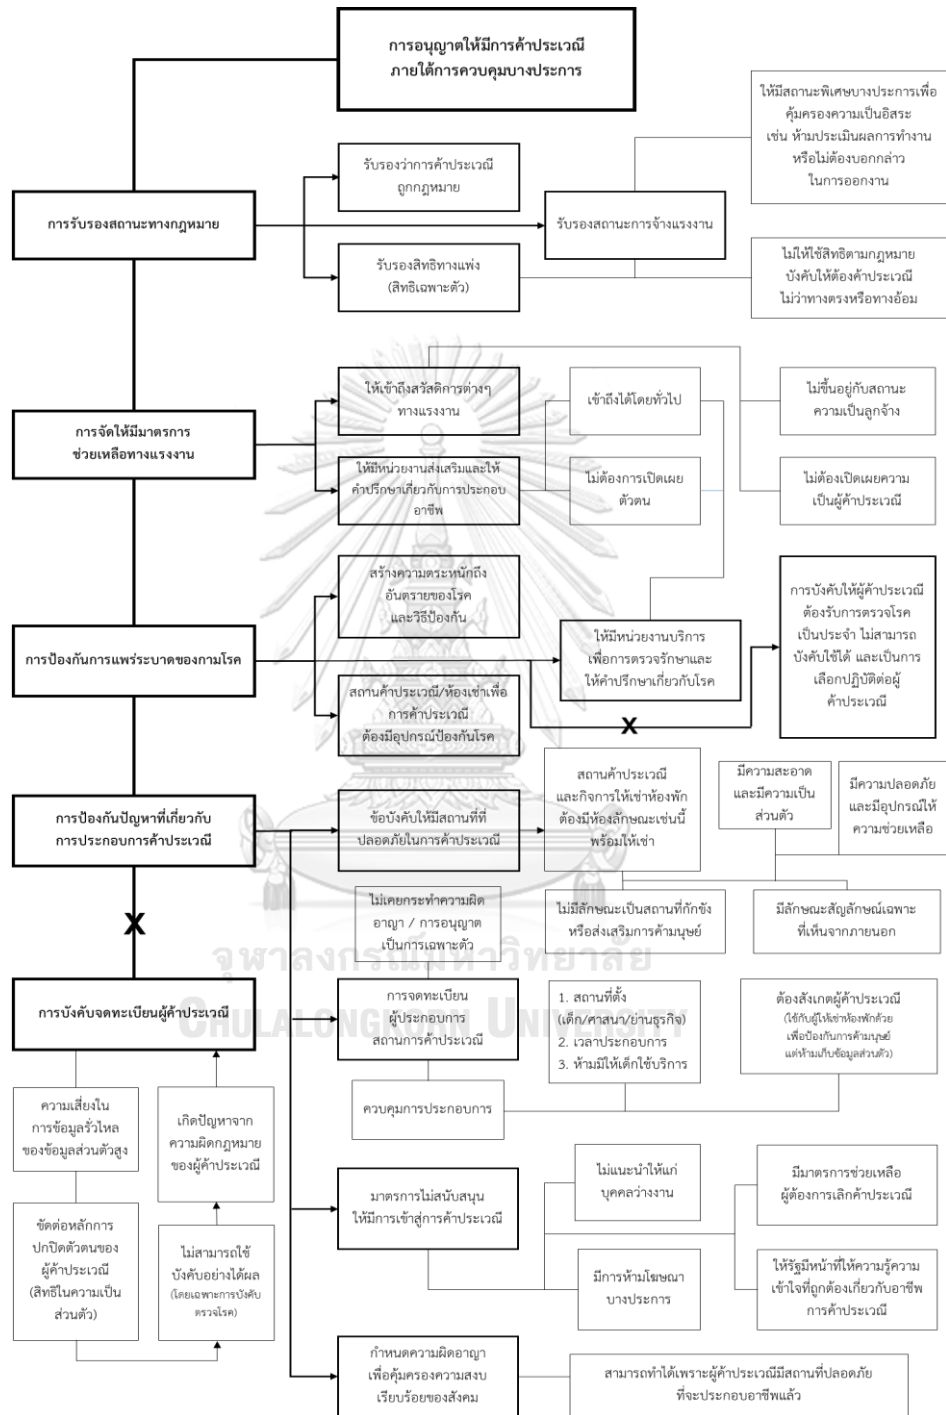 การอนุญาตให้มีการค้าประเวณี
ภายใต้การควบคุมบางประการ
ให้มีสถานะพิเศษบางประการเพื่อ
คุ้มครองความเป็นอิสระ
เช่น ห้ามประเมินผลการทำงาน
หรือไม่ต้องบอกกล่าว
ในการออกงาน
รับรองว่าการค้าประเวณี
ถูกกฎหมาย
การรับรองสถานะทางกฎหมาย
รับรองสถานะการจ้างแรงงาน
รับรองสิทธิทางแพ่ง
(สิทธิเฉพาะตัว)
ไม่ให้ใช้สิทธิตามกฎหมาย
บังคับให้ต้องค้าประเวณี
ไม่ว่าทางตรงหรือทางอ้อม
ให้เข้าถึงสวัสดิการต่างๆ
ทางแรงงาน
เข้าถึงได้โดยทั่วไป
ไม่ขึ้นอยู่กับสถานะ
ความเป็นลูกจ้าง
การจัดให้มีมาตรการ
ช่วยเหลือทางแรงงาน
ให้มีหน่วยงานส่งเสริมและให้
คำปรึกษาเกี่ยวกับการประกอบ
อาชีพ
ไม่ต้องการเปิดเผย
ตัวตน
ไม่ต้องเปิดเผยความ
เป็นผู้ค้าประเวณี
สร้างความตระหนักถึง
อันตรายของโรค
และวิธีป้องกัน
การป้องกันการแพร่ระบาดของกามโรค
ให้มีหน่วยงานบริการ
เพื่อการตรวจรักษาและ
ให้คำปรึกษาเกี่ยวกับโรค
การบังคับให้ผู้ค้าประเวณี
ต้องรับการตรวจโรค
เป็นประจำ ไม่สามารถ
บังคับใช้ได้ และเป็นการ
เลือกปฏิบัติต่อผู้
ค้าประเวณี
สถานค้าประเวณี/ห้องเช่าเพื่อ
การค้าประเวณี
ต้องมีอุปกรณ์ป้องกันโรค
X
การป้องกันปัญหาที่เกี่ยวกับ
การประกอบการค้าประเวณี
ข้อบังคับให้มีสถานที่ที่
ปลอดภัยในการค้าประเวณี
สถานค้าประเวณี
และกิจการให้เช่าห้องพัก
ต้องมีห้องลักษณะเช่นนี้
พร้อมให้เช่า
มีความสะอาด
และมีความเป็น
ส่วนตัว
มีความปลอดภัย
และมีอุปกรณ์ให้
ความช่วยเหลือ
ไม่มีลักษณะเป็นสถานที่กักขัง
หรือส่งเสริมการค้ามนุษย์
มีลักษณะสัญลักษณ์เฉพาะ
ที่เห็นจากภายนอก
X
ไม่เคยกระทำความผิด
อาญา / การอนุญาต
เป็นการเฉพาะตัว
จุฬาลงกรณ์มหาวิทยาลัย
CHULALONGKORN UNIVERSITY
การบังคับจดทะเบียนผู้ค้าประเวณี
การจดทะเบียน
ผู้ประกอบการ
สถานการค้าประเวณี
1. สถานที่ตั้ง
(เด็ก/ศาสนา/ย่านธุรกิจ)
2. เวลาประกอบการ
3. ห้ามมิให้เด็กใช้บริการ
ต้องสังเกตผู้ค้าประเวณี
(ใช้กับผู้ให้เช่าห้องพักด้วย
เพื่อป้องกันการค้ามนุษย์
แต่ห้ามเก็บข้อมูลส่วนตัว)
ควบคุมการประกอบการ
ความเสี่ยงใน
การข้อมูลรั่วไหล
ของข้อมูลส่วนตัวสูง
เกิดปัญหาจาก
ความผิดกฎหมาย
ของผู้ค้าประเวณี
ขัดต่อหลักการ
ปกปิดตัวตนของ
ผู้ค้าประเวณี
(สิทธิในความเป็น
ส่วนตัว)
ไม่สามารถใช้
บังคับอย่างได้ผล
(โดยเฉพาะการบังคับ
ตรวจโรค)
มาตรการไม่สนับสนุน
ให้มีการเข้าสู่การค้าประเวณี
ไม่แนะนำให้แก่
บุคคลว่างงาน
มีมาตรการช่วยเหลือ
ผู้ต้องการเลิกค้าประเวณี
มีการห้ามโฆษณา
บางประการ
ให้รัฐมีหน้าที่ให้ความรู้ความ
เข้าใจที่ถูกต้องเกี่ยวกับอาชีพ
การค้าประเวณี
กำหนดความผิดอาญา
เพื่อคุ้มครองความสงบ
เรียบร้อยของสังคม
สามารถทำได้เพราะผู้ค้าประเวณีมีสถานที่ปลอดภัย
ที่จะประกอบอาชีพแล้ว